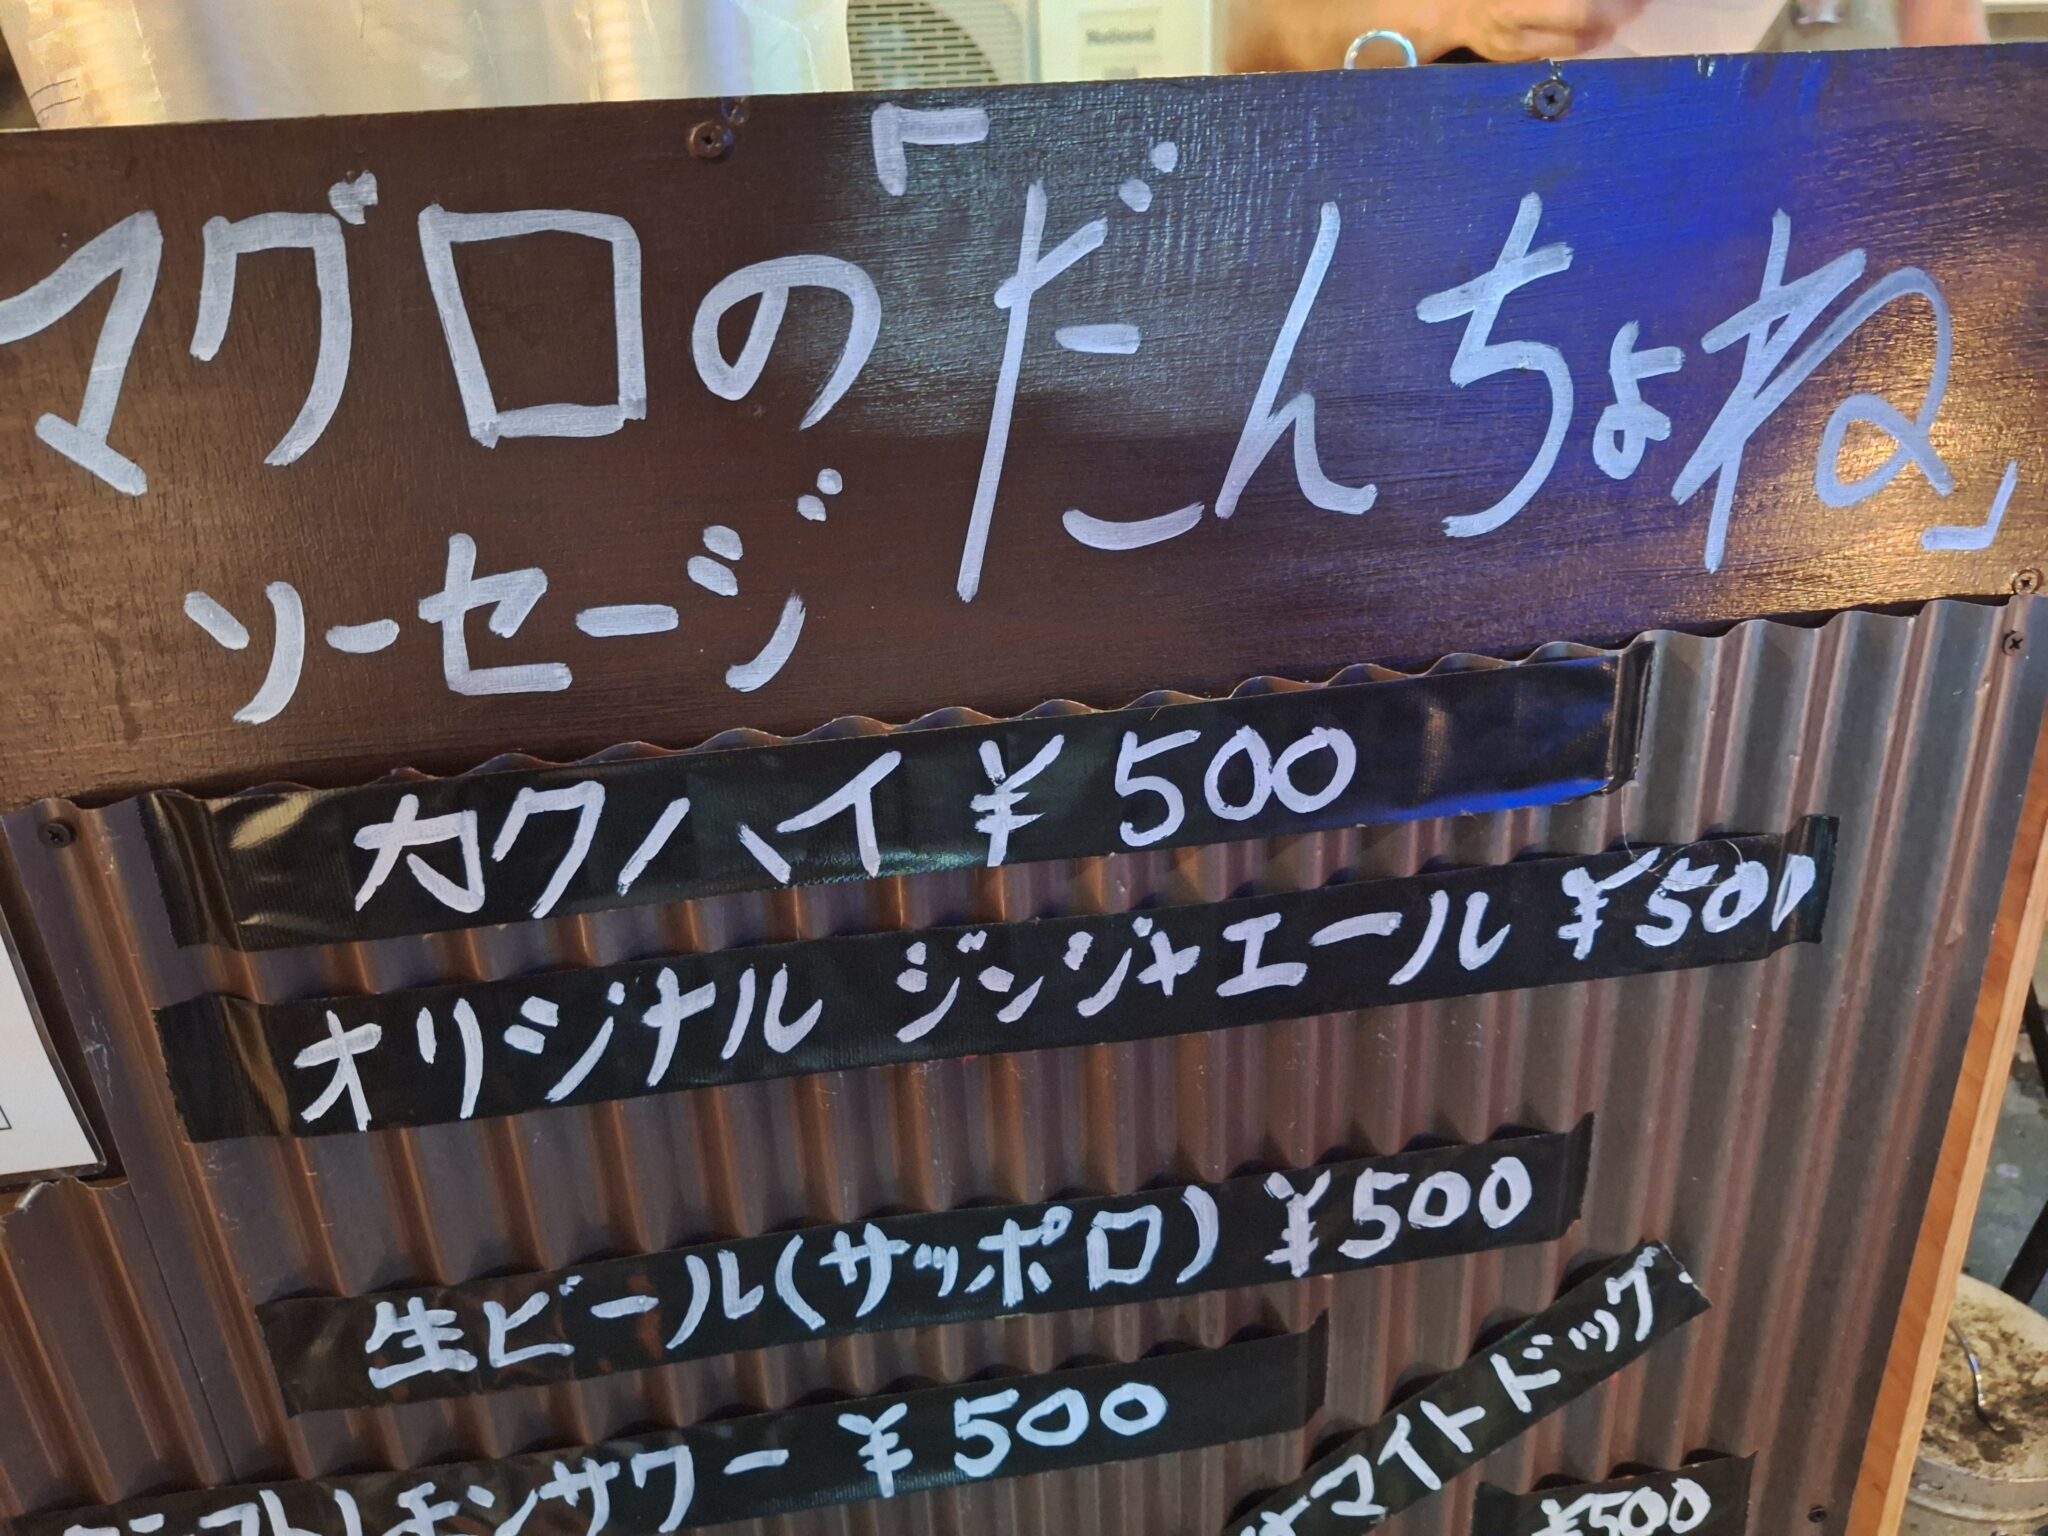 National
マグロの「だんちょね」
ソーセージ
カクハイ ¥500
オリジナル ジンジャエール ¥500
生ビール(サッポロ) ¥500
レモンサワー ¥500
マイトドッグ
¥500